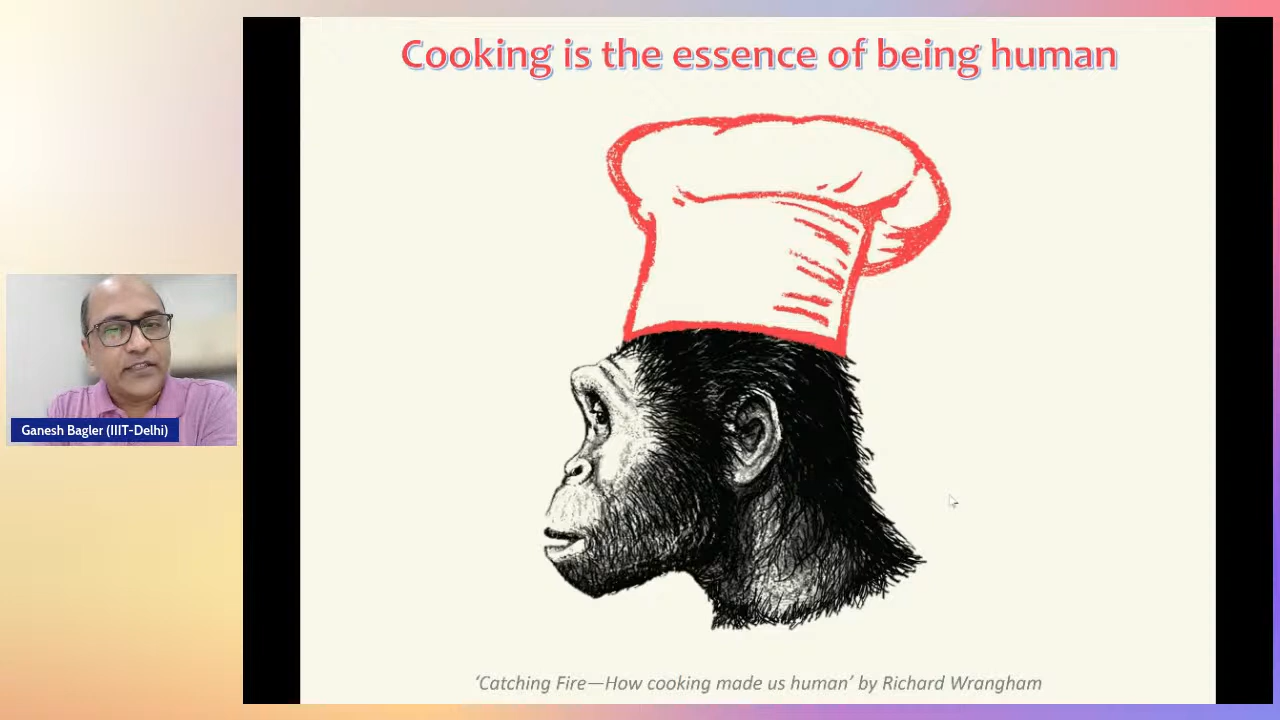 Cooking is the essence of being human
Ganesh Bagler (IIIT-Delhi)
‘Catching Fire—How cooking made us human’ by Richard Wrangham